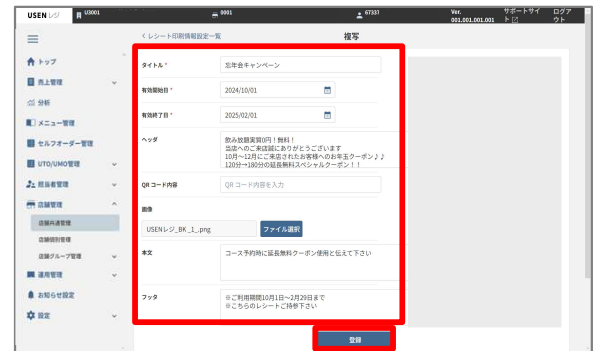 USEN レジ
U3001
0001
67331
Ver.
001.001.001.001
サポートサイト
ログアウト
トップ
売上管理
分析
メニュー管理
セルフオーダー管理
UTO/UMO管理
担当者管理
店舗管理
店舗共通管理
店舗個別管理
店舗グループ管理
運用管理
お知らせ設定
設定
く レシート印刷情報設定一覧
複写
タイトル *
忘年会キャンペーン
有効開始日 *
2024/10/01
有効終了日 *
2025/02/01
ヘッダ
飲み放題実質0円！無料！
当店へのご来店誠にありがとうございます
10月～12月にご来店されたお客様へのお年玉クーポン♪♪
120分→180分の延長無料スペシャルクーポン！！
QR コード内容
QR コード内容を入力
画像
USENレジ_BK _1_.png
ファイル選択
本文
コース予約時に延長無料クーポン使用と伝えて下さい
フッタ
※ご利用期間10月1日～2月29日まで
※こちらのレシートご持参下さい
登録